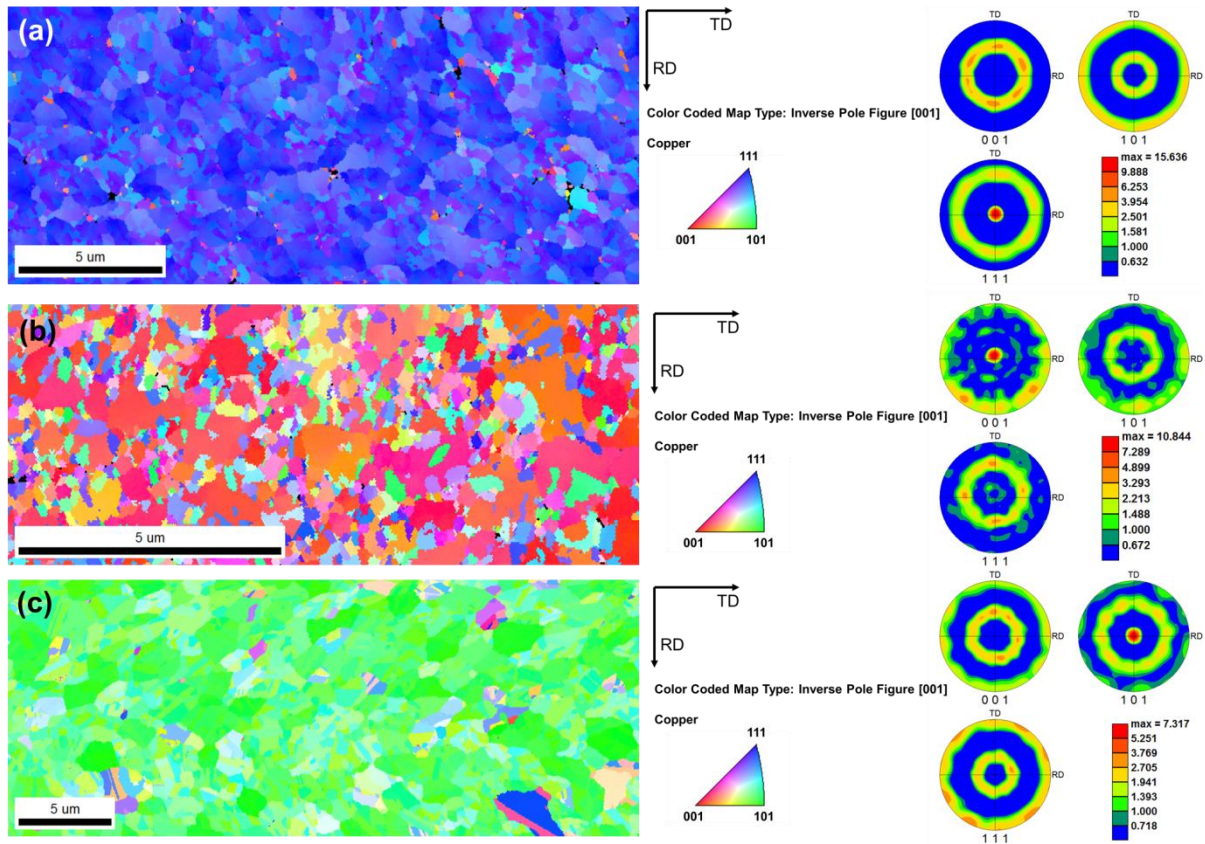 (a)
5 um
TD
RD
Color Coded Map Type: Inverse Pole Figure [001]
Copper
111
001
101
TD
RD
0 0 1
TD
RD
1 0 1
TD
RD
1 1 1
max = 15.636
9.888
6.253
3.954
2.501
1.581
1.000
0.632
(b)
5 um
TD
RD
Color Coded Map Type: Inverse Pole Figure [001]
Copper
111
001
101
TD
RD
0 0 1
TD
RD
1 0 1
TD
RD
1 1 1
max = 10.844
7.289
4.899
3.293
2.213
1.488
1.000
0.672
(c)
5 um
TD
RD
Color Coded Map Type: Inverse Pole Figure [001]
Copper
111
001
101
TD
RD
0 0 1
TD
RD
1 0 1
TD
RD
1 1 1
max = 7.317
5.251
3.769
2.705
1.941
1.393
1.000
0.718